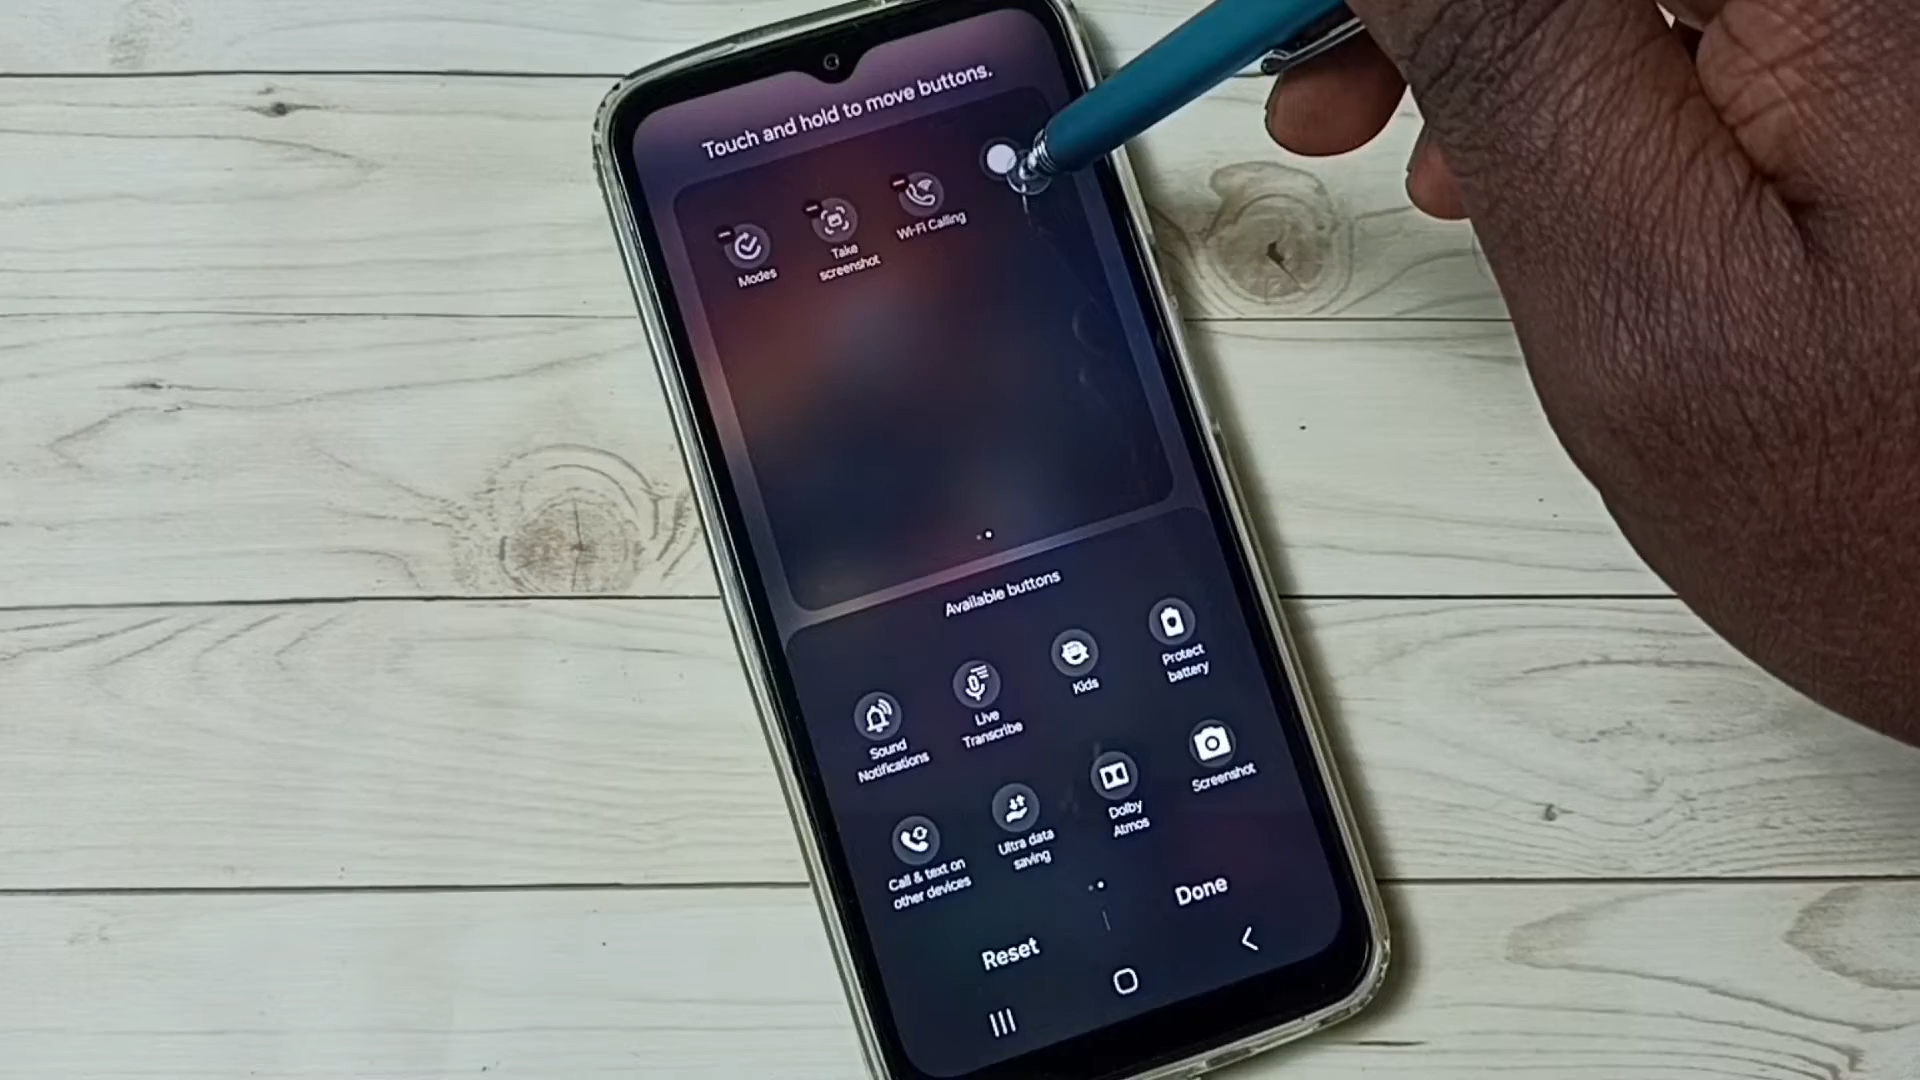 Touch and hold to move buttons.
Modes
Take
screenshot
Wi-Fi Calling
Available buttons
Sound
Notifications
Live
Transcribe
Kids
Protect
battery
Call & text on
other devices
Ultra data
saving
Dolby
Atmos
Screenshot
Reset
Done